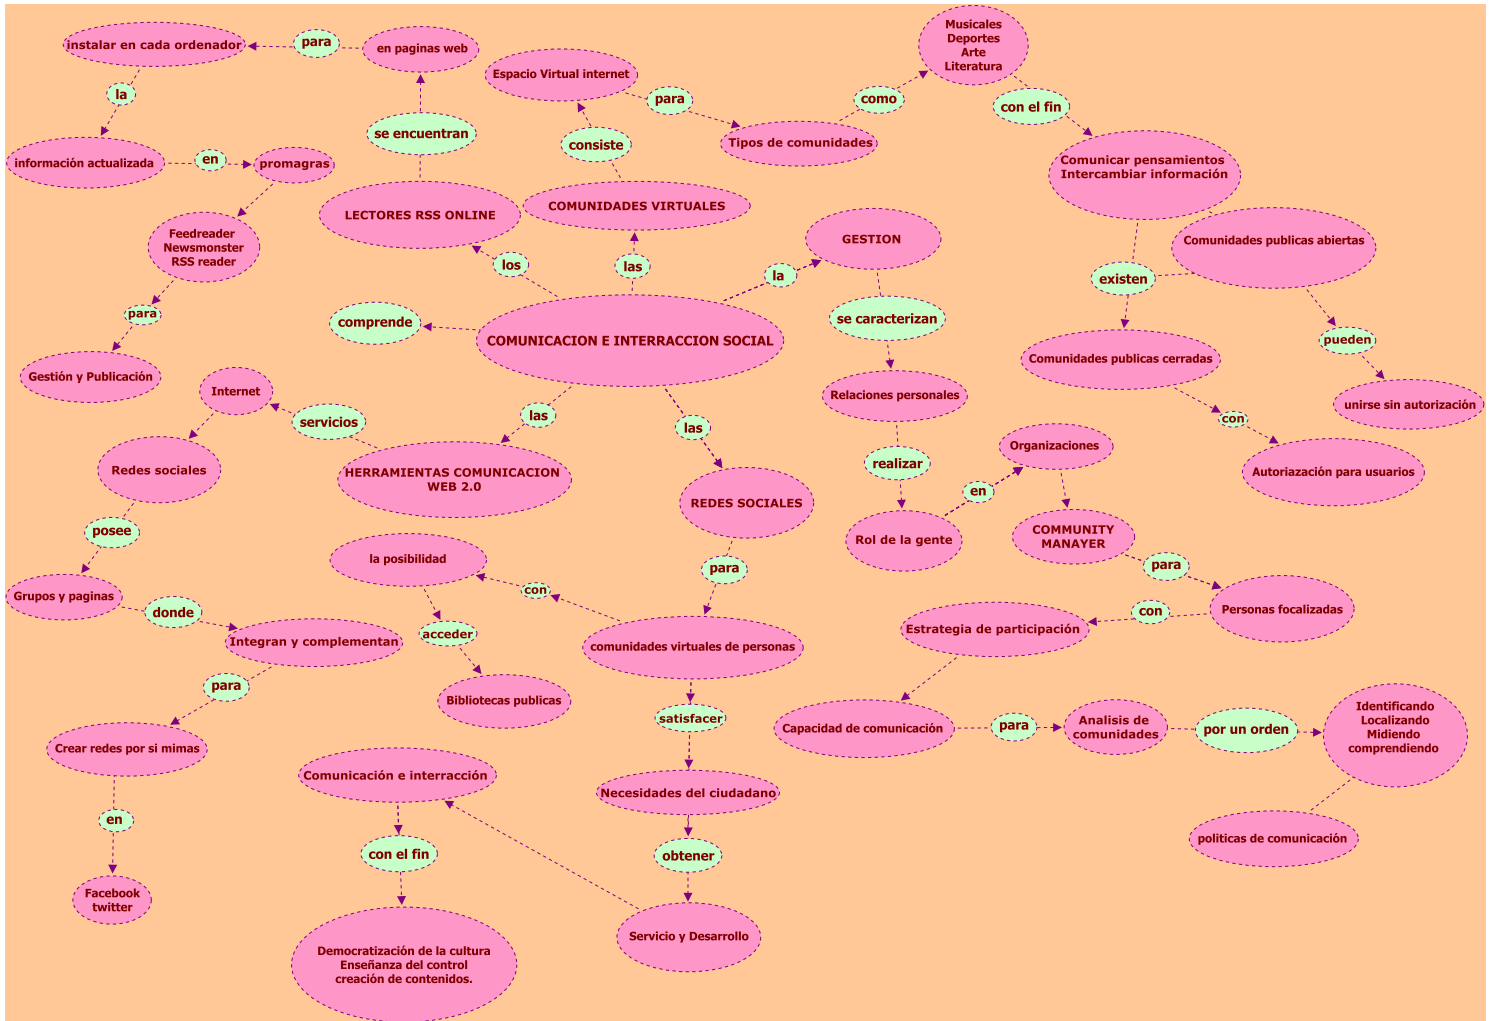 instalar en cada ordenador
para
en paginas web
la
información actualizada
en
promagras
Feedreader
Newsmonster
RSS reader
para
Gestión y Publicación
se encuentran
LECTORES RSS ONLINE
los
Espacio Virtual internet
para
Tipos de comunidades
como
Musicales
Deportes
Arte
Literatura
con el fin
Comunicar pensamientos
Intercambiar información
Comunidades publicas abiertas
existen
Comunidades publicas cerradas
pueden
unirse sin autorización
con
Autoriazación para usuarios
consiste
COMUNIDADES VIRTUALES
las
GESTION
la
se caracterizan
Relaciones personales
realizar
Rol de la gente
en
Organizaciones
COMMUNITY
MANAYER
para
Personas focalizadas
con
Estrategia de participación
Capacidad de comunicación
para
Analisis de
comunidades
por un orden
Identificando
Localizando
Midiendo
comprendiendo
politicas de comunicación
comprende
COMUNICACION E INTERRACCION SOCIAL
las
HERRAMIENTAS COMUNICACION
WEB 2.0
servicios
Internet
Redes sociales
posee
Grupos y paginas
donde
Integran y complementan
para
Crear redes por si mimas
en
Facebook
twitter
las
REDES SOCIALES
para
comunidades virtuales de personas
con
la posibilidad
acceder
Bibliotecas publicas
satisfacer
Necesidades del ciudadano
obtener
Servicio y Desarrollo
Comunicación e interracción
con el fin
Democratización de la cultura
Enseñanza del control
creación de contenidos.